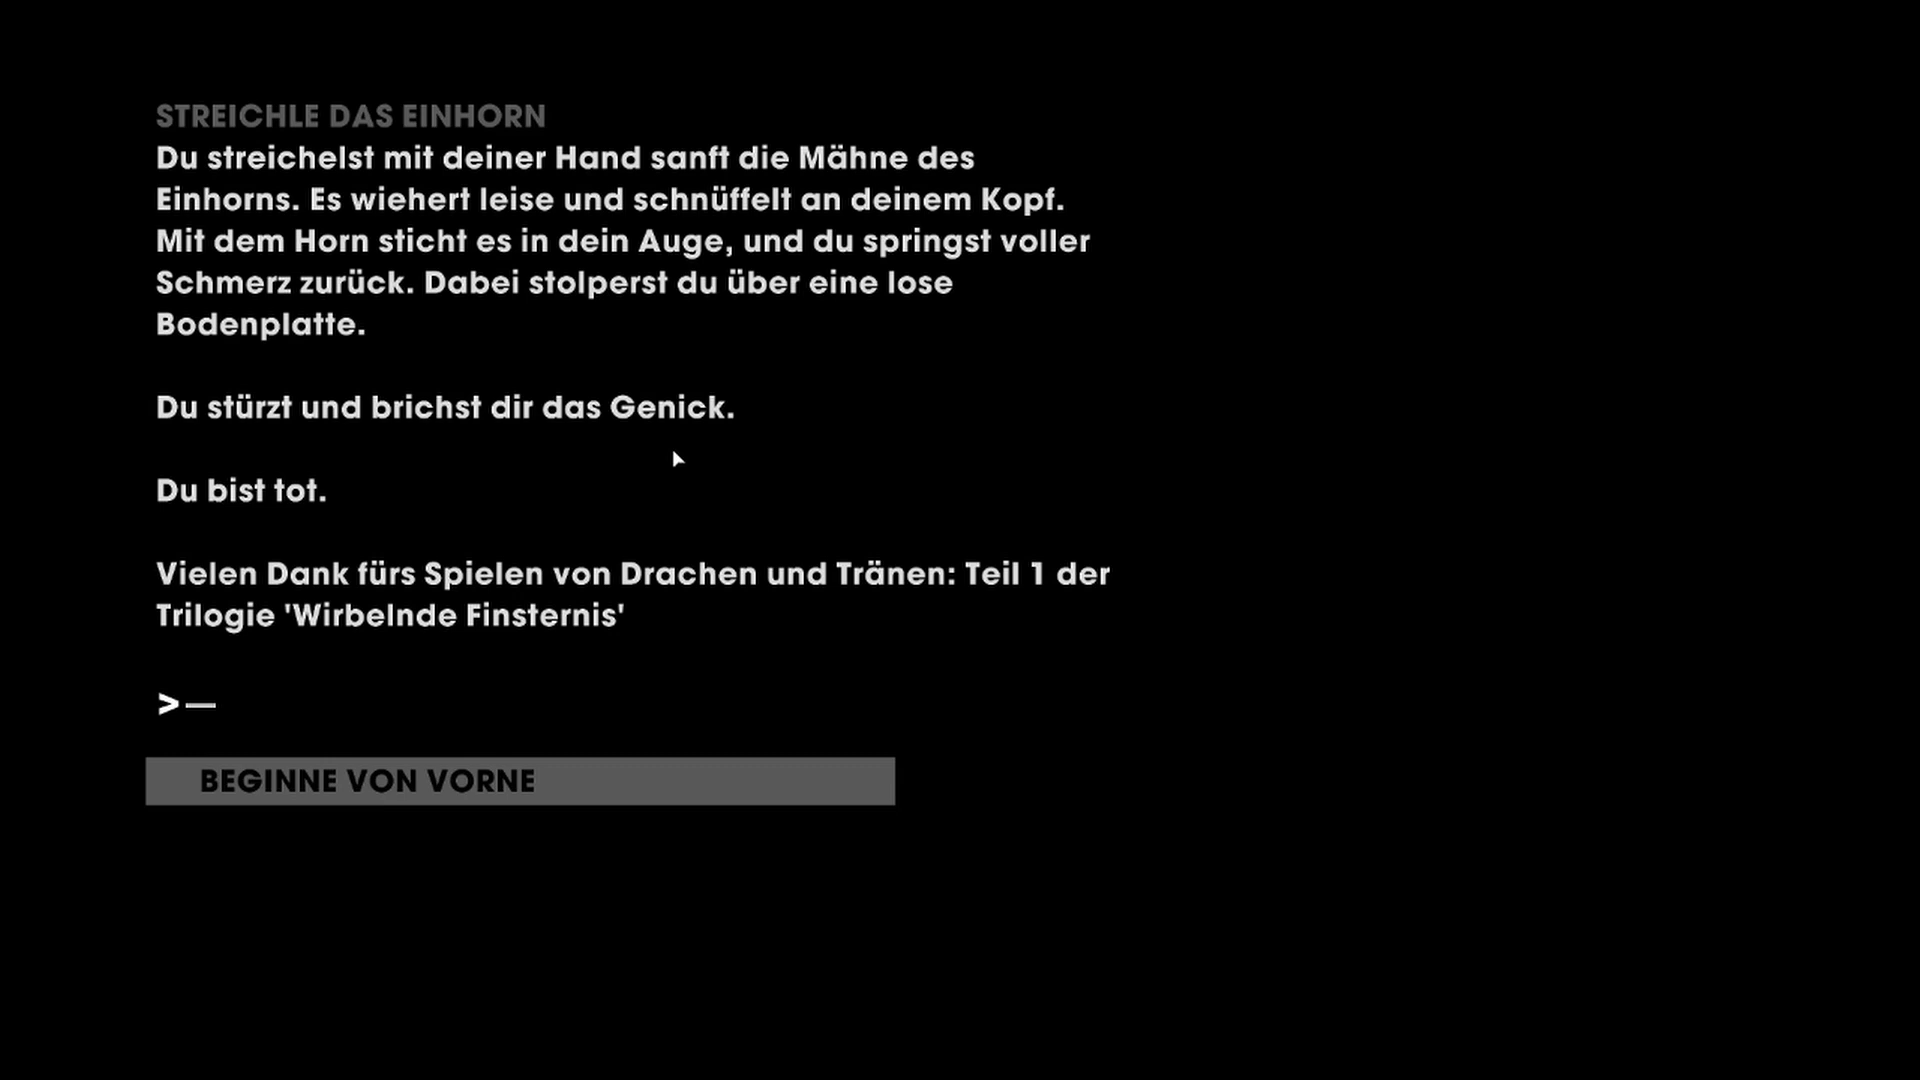 STREICHLE DAS EINHORN
Du streichelst mit deiner Hand sanft die Mähne des
Einhorns. Es wiehert leise und schnüffelt an deinem Kopf.
Mit dem Horn sticht es in dein Auge, und du springst voller
Schmerz zurück. Dabei stolperst du über eine lose
Bodenplatte.
Du stürzt und brichst dir das Genick.
Du bist tot.
Vielen Dank fürs Spielen von Drachen und Tränen: Teil 1 der
Trilogie 'Wirbelnde Finsternis'
>—
BEGINNE VON VORNE